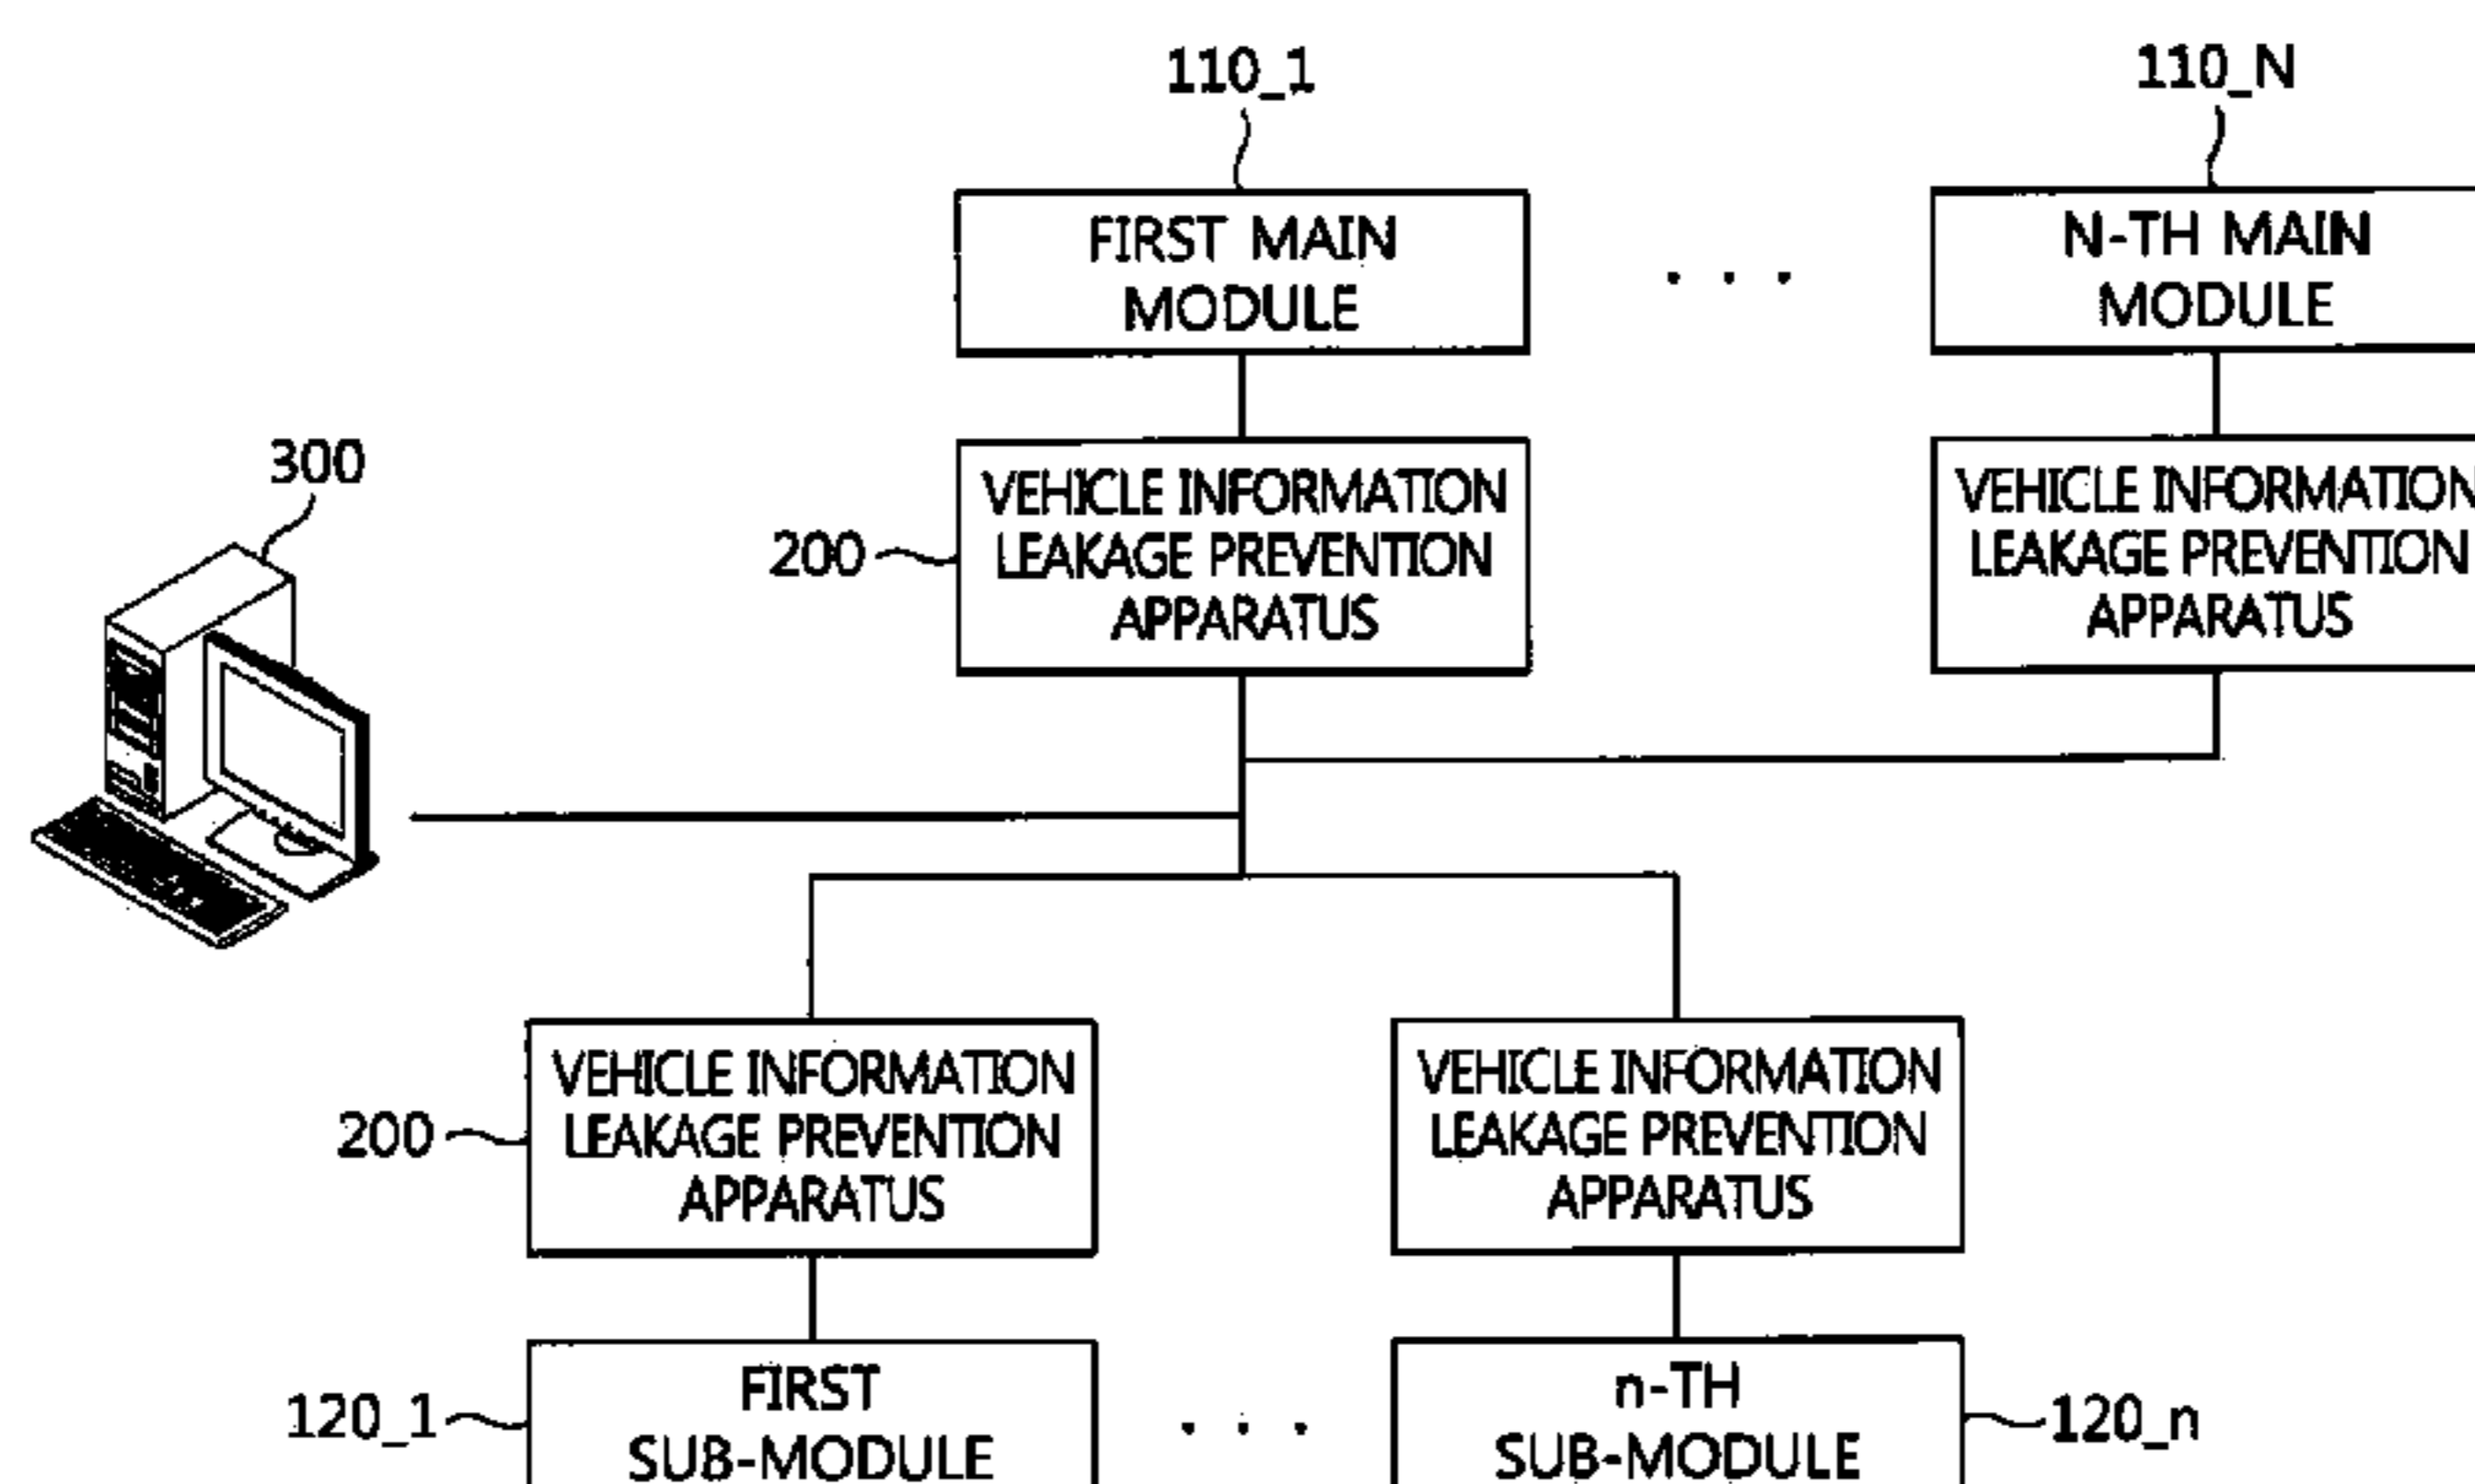 110_1
110_N
FIRST MAIN
MODULE
. . .
N-TH MAIN
MODULE
300
200
VEHICLE INFORMATION
LEAKAGE PREVENTION
APPARATUS
VEHICLE INFORMATION
LEAKAGE PREVENTION
APPARATUS
200
VEHICLE INFORMATION
LEAKAGE PREVENTION
APPARATUS
VEHICLE INFORMATION
LEAKAGE PREVENTION
APPARATUS
120_1
FIRST
SUB-MODULE
. . .
n-TH
SUB-MODULE
120_n